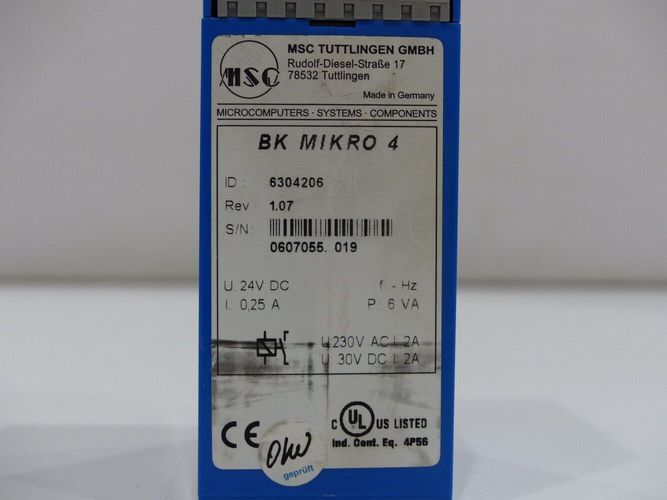 MSC
MSC TUTTLINGEN GMBH
Rudolf-Diesel-Straße 17
78532 Tuttlingen
Made in Germany
MICROCOMPUTERS · SYSTEMS · COMPONENTS
BK MIKRO 4
ID : 6304206
Rev 1.07
S/N: 0607055. 019
U: 24V DC f: - Hz
I: 0,25 A P: 6 VA
U 230V AC I: 2A
U 30V DC I: 2A
C UL US LISTED
Ind. Cont. Eq. 4P56
CE
geprüft